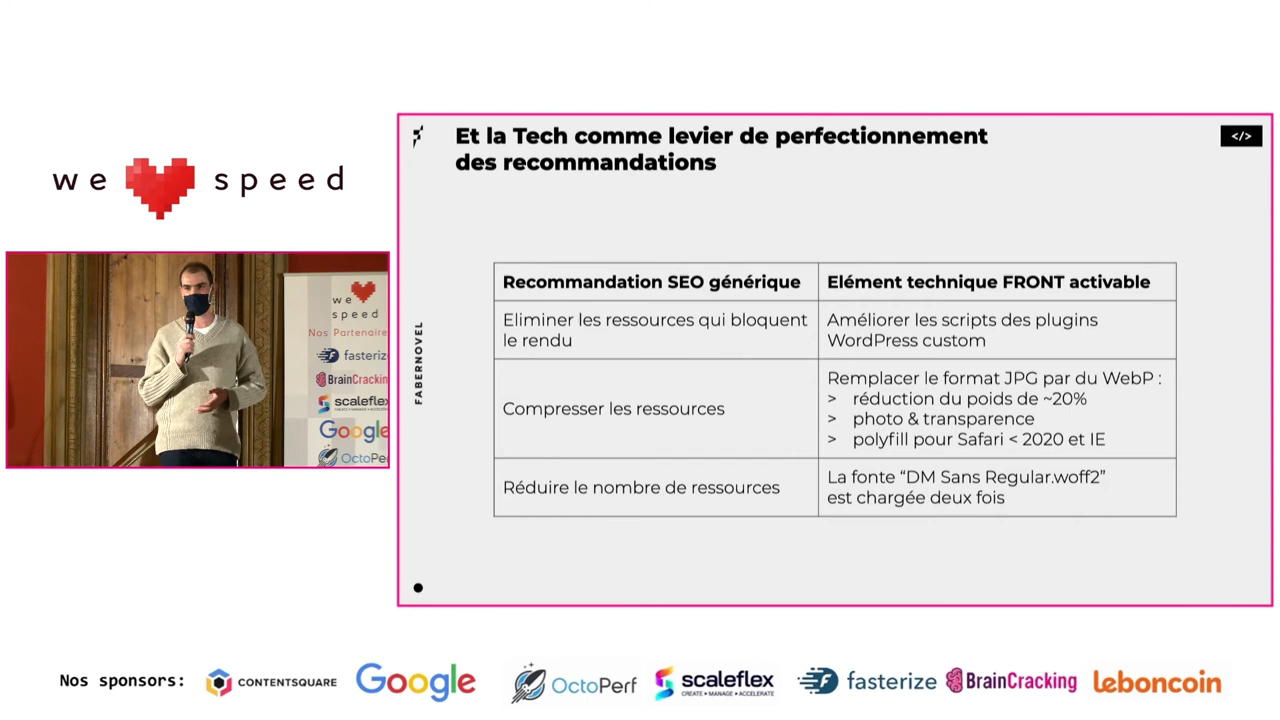 we speed
we
speed
Nos Partenaire
fasterize
BrainCracking
scaleflex
Google
OctoPer
Et la Tech comme levier de perfectionnement
des recommandations
</>
FABERNOVEL
Recommandation SEO générique
Elément technique FRONT activable
Eliminer les ressources qui bloquent
le rendu
Améliorer les scripts des plugins
WordPress custom
Compresser les ressources
Remplacer le format JPG par du WebP :
> réduction du poids de ~20%
> photo & transparence
> polyfill pour Safari < 2020 et IE
Réduire le nombre de ressources
La fonte “DM Sans Regular.woff2”
est chargée deux fois
Nos sponsors:
CONTENTSQUARE
Google
OctoPerf
scaleflex
CREATE • MANAGE • ACCELERATE
fasterize
BrainCracking
leboncoin